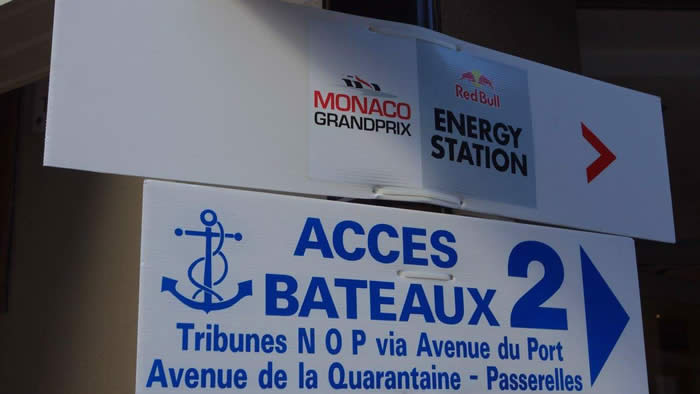 MONACO
GRANDPRIX
Red Bull
ENERGY
STATION
ACCES
BATEAUX 2
Tribunes N O P via Avenue du Port
Avenue de la Quarantaine - Passerelles